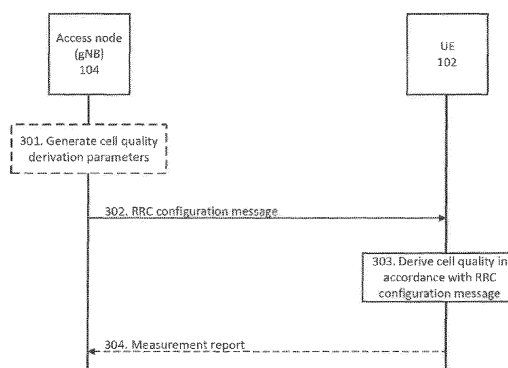 Access node
(gNB)
104
UE
102
301. Generate cell quality
derivation parameters
302. RRC configuration message
303. Derive cell quality in
accordance with RRC
configuration message
304. Measurement report